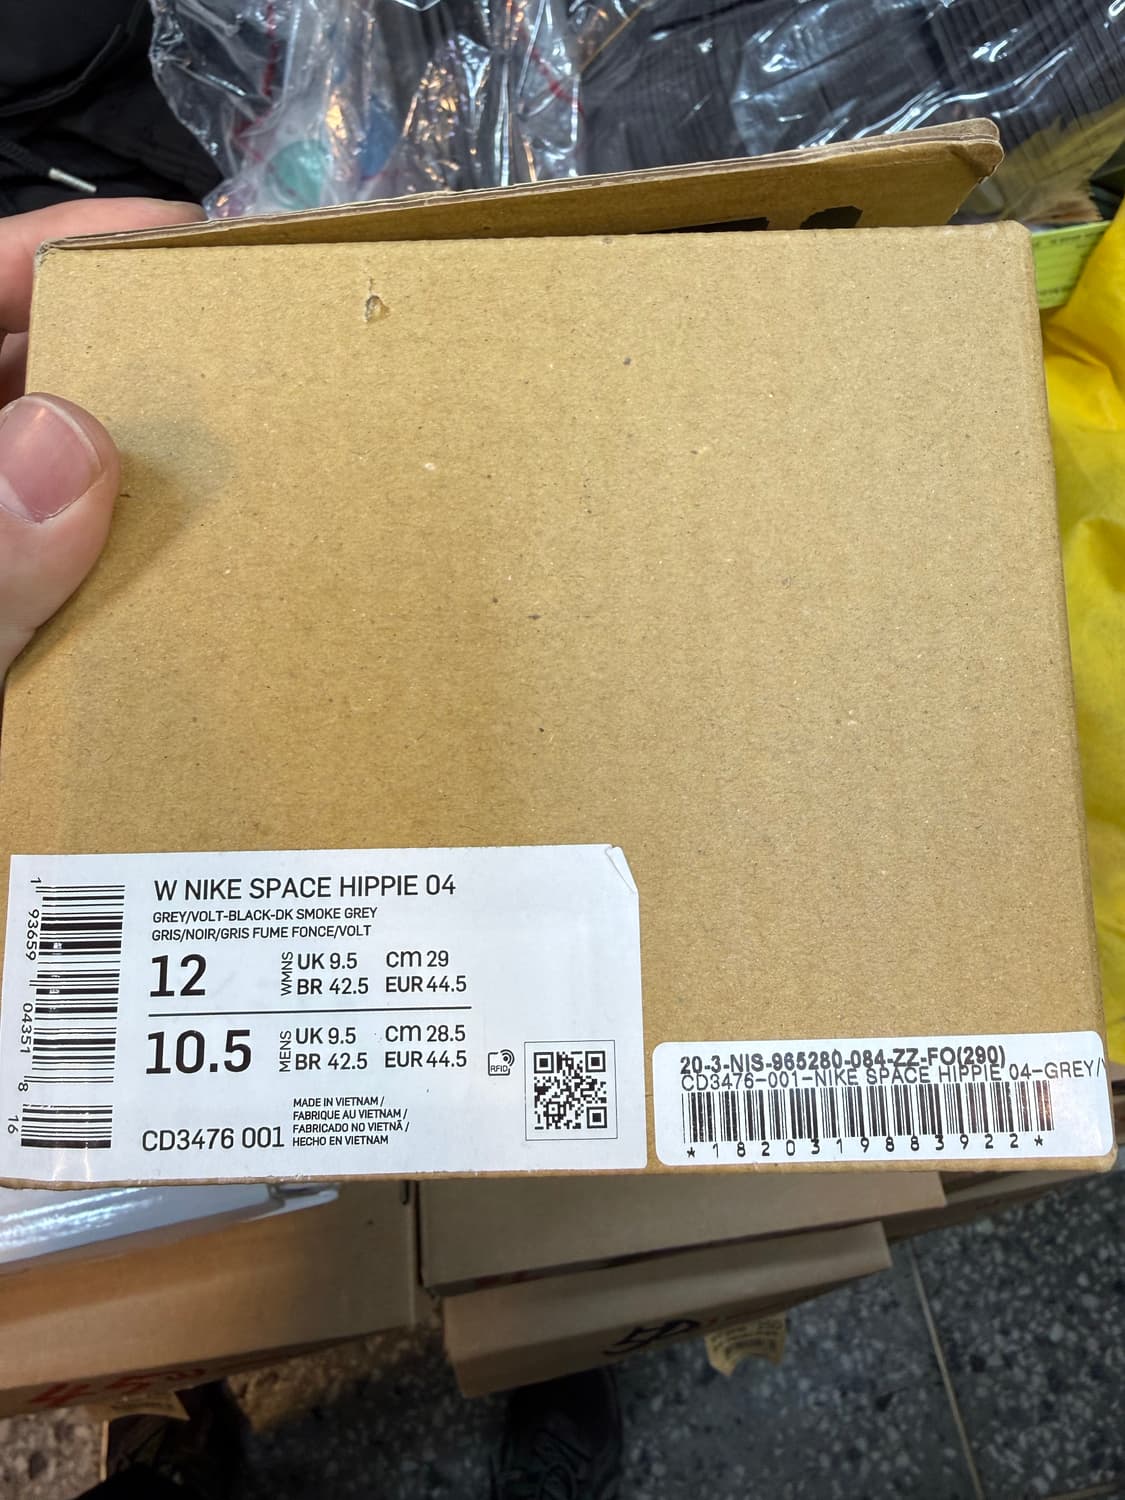 W NIKE SPACE HIPPIE 04
GREY/VOLT-BLACK-DK SMOKE GREY
GRIS/NOIR/GRIS FUME FONCE/VOLT
12
WMNS
UK 9.5 cm 29
BR 42.5 EUR 44.5
10.5
MENS
UK 9.5 cm 28.5
BR 42.5 EUR 44.5
RFID
MADE IN VIETNAM /
FABRIQUE AU VIETNAM /
FABRICADO NO VIETNÃ /
HECHO EN VIETNAM
CD3476 001
1 93659 04351 8 16
20-3-NIS-965280-084-ZZ-FO(290)
CD3476-001-NIKE SPACE HIPPIE 04-GREY/
*1820319883922*